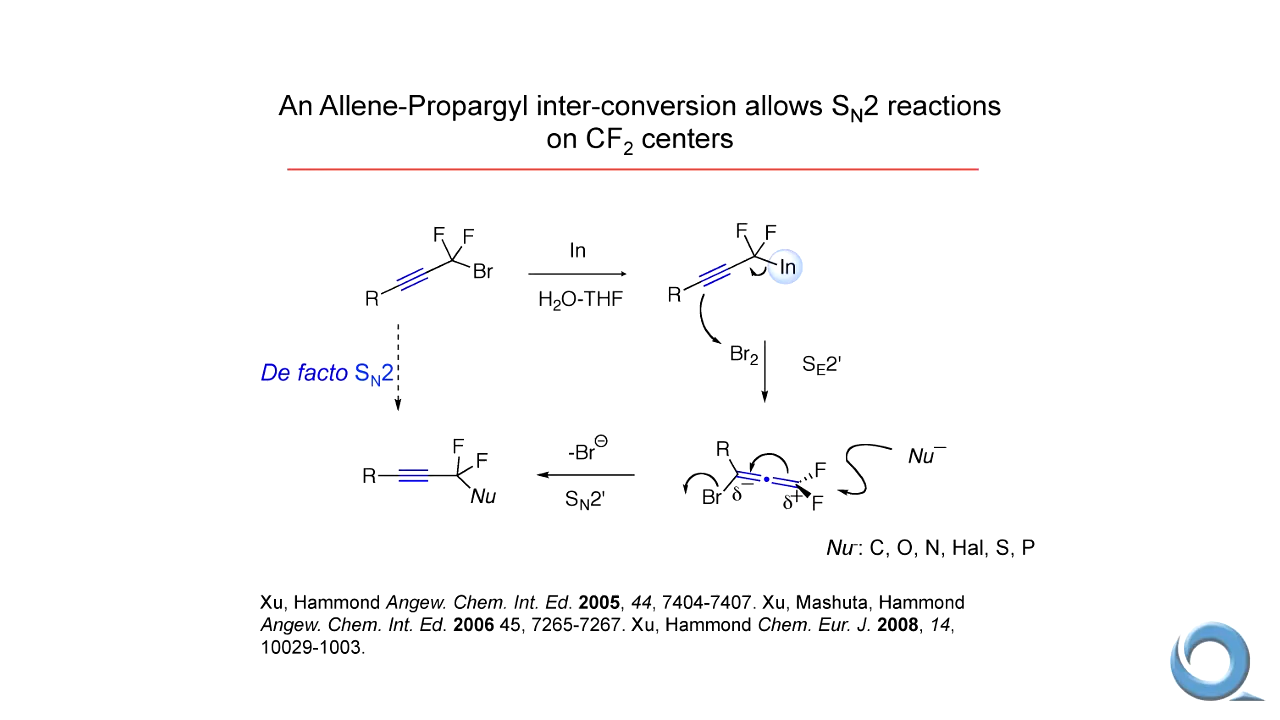 An Allene-Propargyl inter-conversion allows SN2 reactions
on CF2 centers
F F
Br
R
In
H2O-THF
F F
In
R
Br2
SE2'
De facto SN2
F
F
R
Nu
-Br⊖
SN2'
R
F
F
Br
δ−
δ+
Nu−
Nu-: C, O, N, Hal, S, P
Xu, Hammond Angew. Chem. Int. Ed. 2005, 44, 7404-7407. Xu, Mashuta, Hammond
Angew. Chem. Int. Ed. 2006 45, 7265-7267. Xu, Hammond Chem. Eur. J. 2008, 14,
10029-1003.